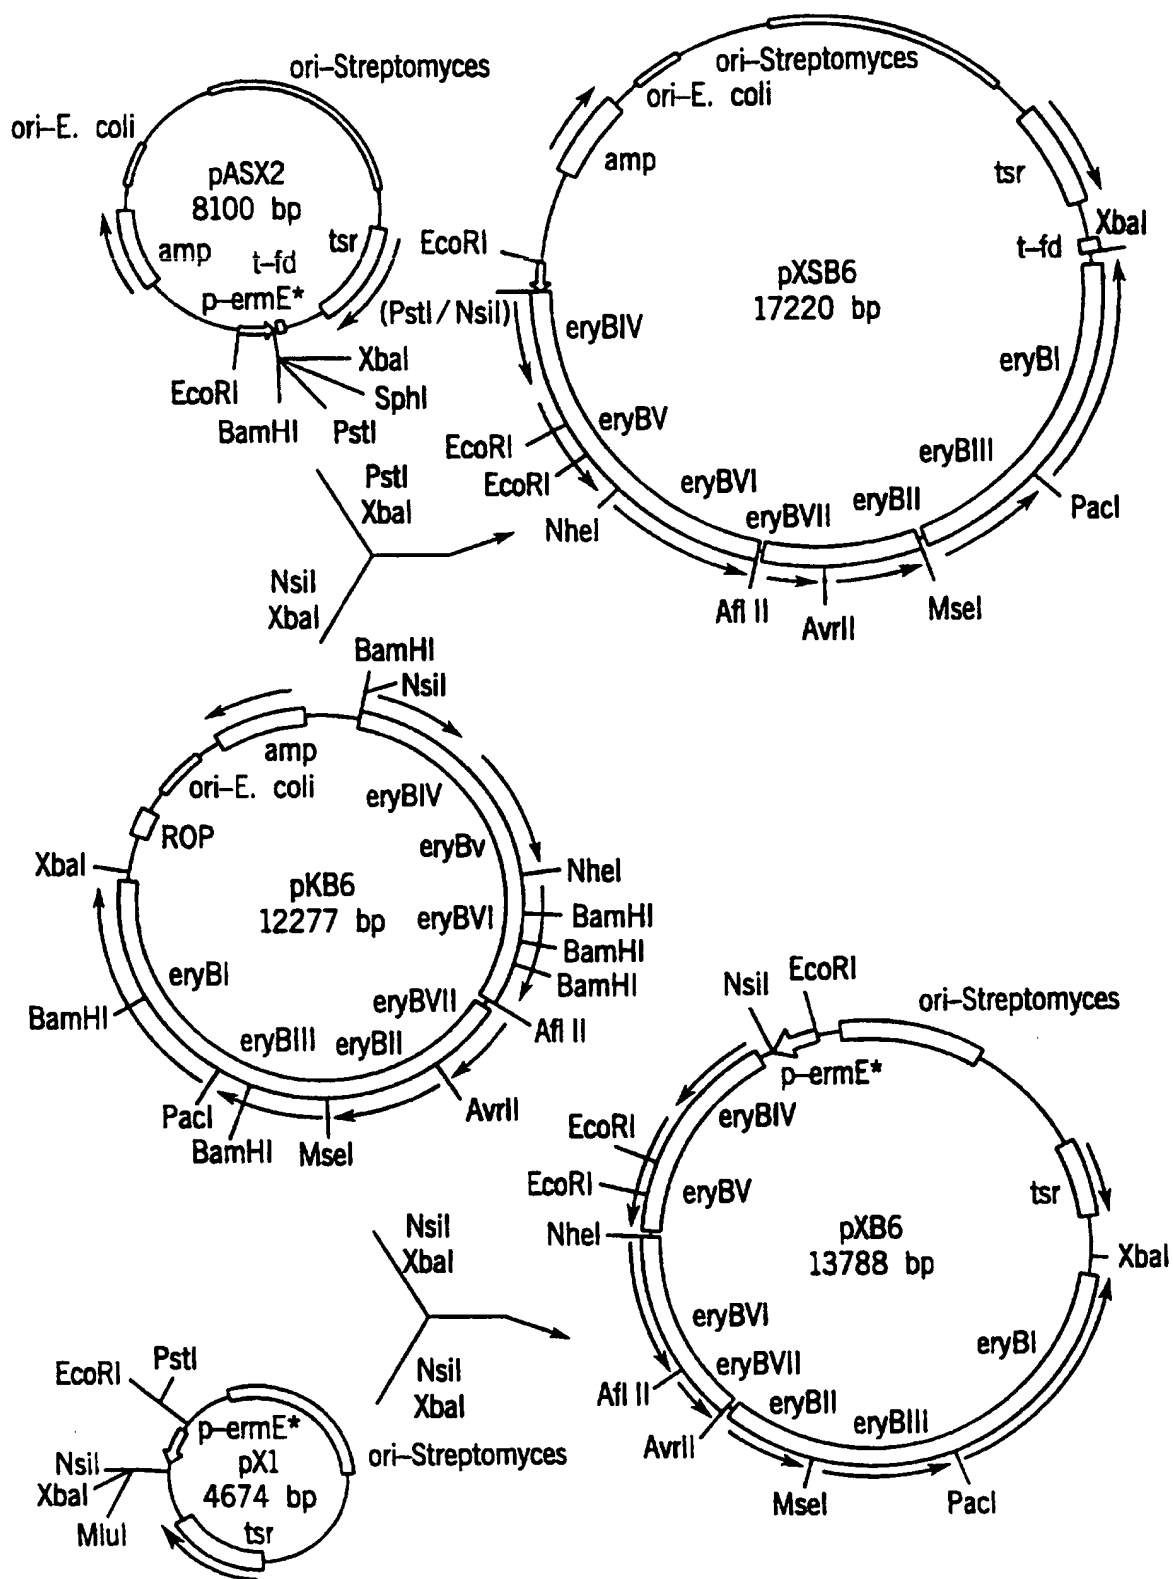 ori-Streptomyces
ori-E. coli
pASX2
8100 bp
amp
tsr
t-fd
p-ermE*
EcoRI
BamHI
PstI
SphI
XbaI
ori-Streptomyces
ori-E. coli
amp
tsr
XbaI
t-fd
EcoRI
(PstI/NsiI)
pXSB6
17220 bp
eryBIV
eryBI
eryBV
EcoRI
EcoRI
eryBIII
eryBVI
eryBII
eryBVII
NheI
PacI
Afl II
AvrII
MseI
PstI
XbaI
NsiI
XbaI
BamHI
NsiI
amp
ori-E. coli
ROP
eryBIV
eryBv
XbaI
NheI
pKB6
12277 bp
eryBVI
BamHI
BamHI
BamHI
eryBI
eryBVII
BamHI
Afl II
eryBIII
eryBII
PacI
AvrII
BamHI
MseI
NsiI
EcoRI
ori-Streptomyces
p-ermE*
eryBIV
EcoRI
EcoRI
eryBV
tsr
NheI
pXB6
13788 bp
XbaI
eryBVI
eryBI
eryBVII
Afl II
eryBII
eryBIII
AvrII
MseI
PacI
NsiI
XbaI
NsiI
XbaI
PstI
EcoRI
p-ermE*
ori-Streptomyces
NsiI
pX1
XbaI
4674 bp
MluI
tsr